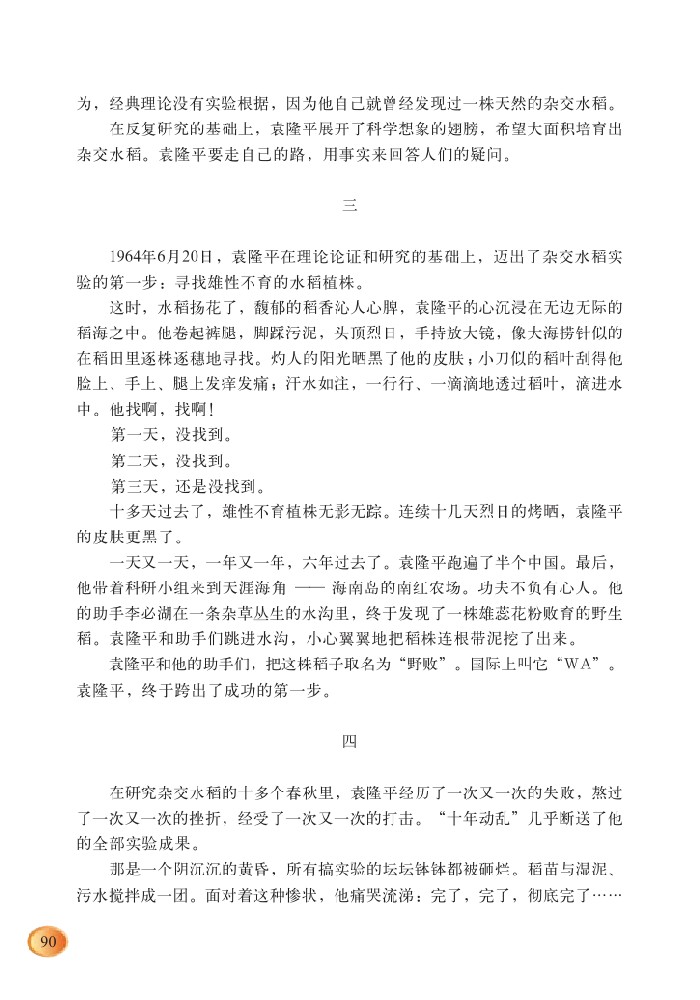 为，经典理论没有实验根据，因为他自己就曾经发现过一株天然的杂交水稻。
在反复研究的基础上，袁隆平展开了科学想象的翅膀，希望大面积培育出
杂交水稻。袁隆平要走自己的路，用事实来回答人们的疑问。
三
1964年6月20日，袁隆平在理论论证和研究的基础上，迈出了杂交水稻实
验的第一步：寻找雄性不育的水稻植株。
这时，水稻扬花了，馥郁的稻香沁人心脾，袁隆平的心沉浸在无边无际的
稻海之中。他卷起裤腿，脚踩污泥，头顶烈日，手持放大镜，像大海捞针似的
在稻田里逐株逐穗地寻找。灼人的阳光晒黑了他的皮肤；小刀似的稻叶刮得他
脸上、手上、腿上发痒发痛；汗水如注，一行行、一滴滴地透过稻叶，滴进水
中。他找啊，找啊！
第一天，没找到。
第二天，没找到。
第三天，还是没找到。
十多天过去了，雄性不育植株无影无踪。连续十几天烈日的烤晒，袁隆平
的皮肤更黑了。
一天又一天，一年又一年，六年过去了。袁隆平跑遍了半个中国。最后，
他带着科研小组来到天涯海角 —— 海南岛的南红农场。功夫不负有心人。他
的助手李必湖在一条杂草丛生的水沟里，终于发现了一株雄蕊花粉败育的野生
稻。袁隆平和助手们跳进水沟，小心翼翼地把稻株连根带泥挖了出来。
袁隆平和他的助手们，把这株稻子取名为“野败”。国际上叫它“WA”。
袁隆平，终于跨出了成功的第一步。
四
在研究杂交水稻的十多个春秋里，袁隆平经历了一次又一次的失败，熬过
了一次又一次的挫折，经受了一次又一次的打击。“十年动乱”几乎断送了他
的全部实验成果。
那是一个阴沉沉的黄昏，所有搞实验的坛坛钵钵都被砸烂。稻苗与湿泥、
污水搅拌成一团。面对着这种惨状，他痛哭流涕：完了，完了，彻底完了……
90